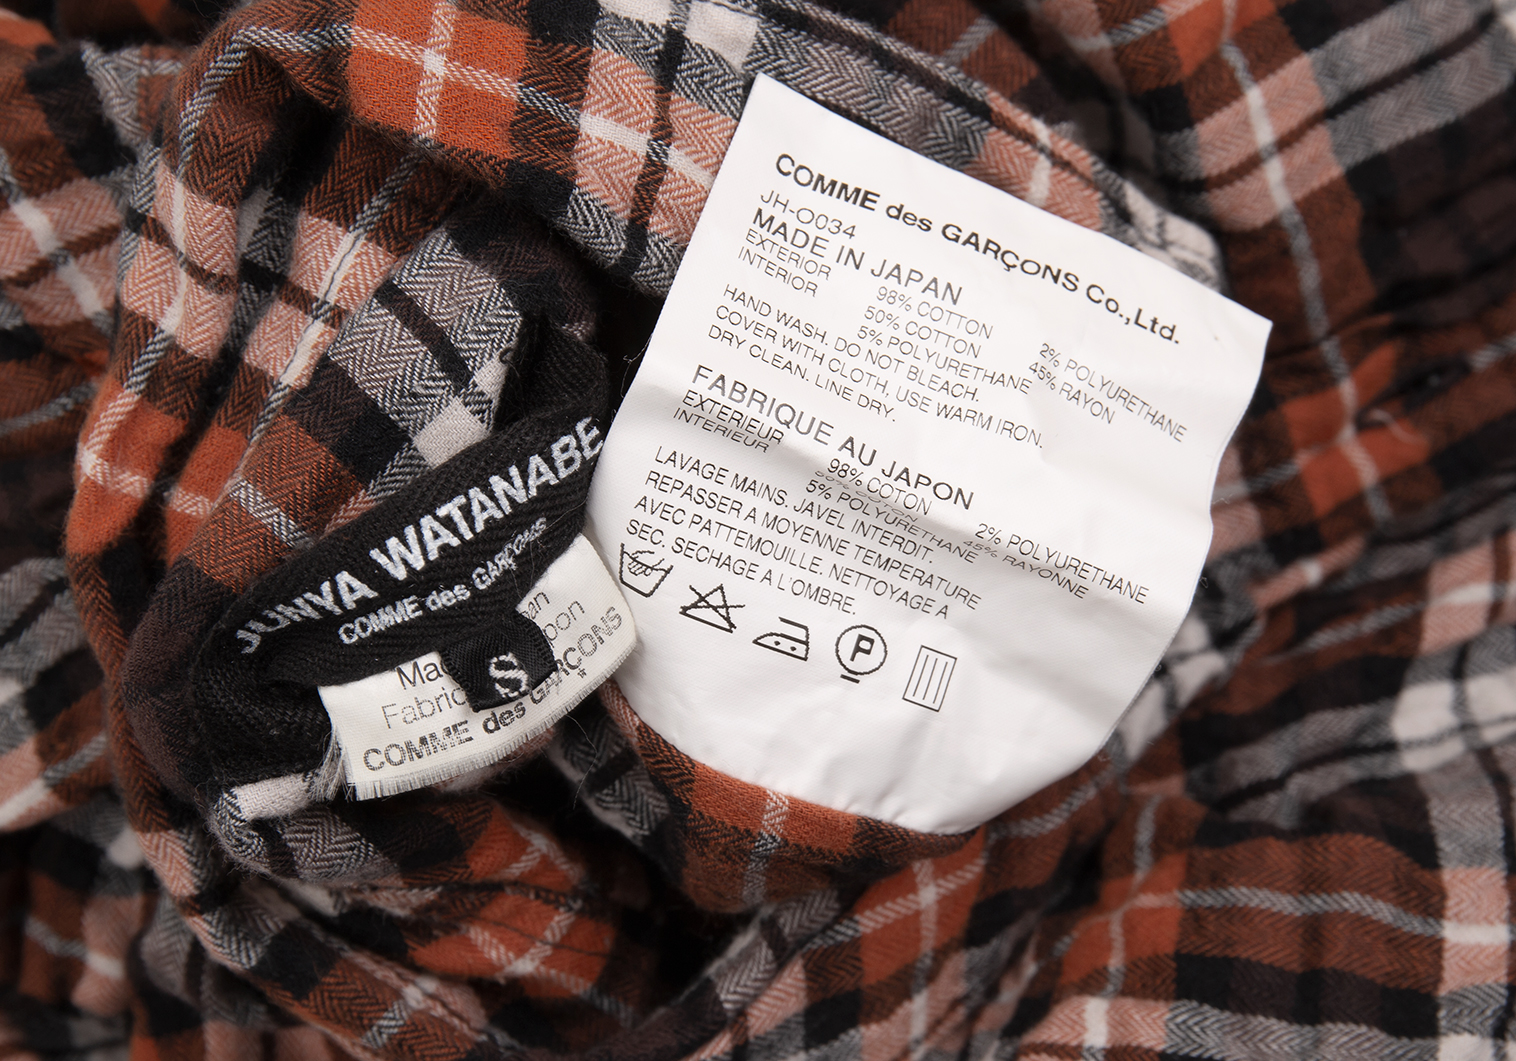 COMME des GARÇONS Co.,Ltd.
JH-O034
MADE IN JAPAN
EXTERIOR 98% COTTON 2% POLYURETHANE
INTERIOR 50% COTTON 45% RAYON
5% POLYURETHANE
HAND WASH. DO NOT BLEACH.
COVER WITH CLOTH, USE WARM IRON.
DRY CLEAN. LINE DRY.
FABRIQUE AU JAPON
EXTERIEUR 98% COTON 2% POLYURETHANE
INTERIEUR COTON 45% RAYONNE
5% POLYURETHANE
LAVAGE MAINS. JAVEL INTERDIT.
REPASSER A MOYENNE TEMPERATURE
AVEC PATTEMOUILLE. NETTOYAGE A
SEC, SECHAGE A L'OMBRE.
P
JUNYA WATANABE
COMME des GARÇONS
S
COMME des GARÇONS